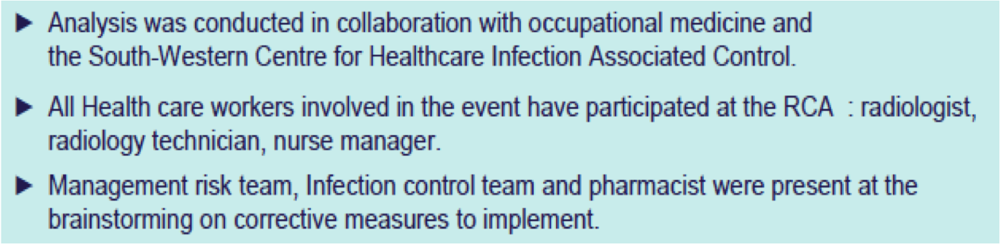 ▶ Analysis was conducted in collaboration with occupational medicine and
the South-Western Centre for Healthcare Infection Associated Control.
▶ All Health care workers involved in the event have participated at the RCA : radiologist,
radiology technician, nurse manager.
▶ Management risk team, Infection control team and pharmacist were present at the
brainstorming on corrective measures to implement.